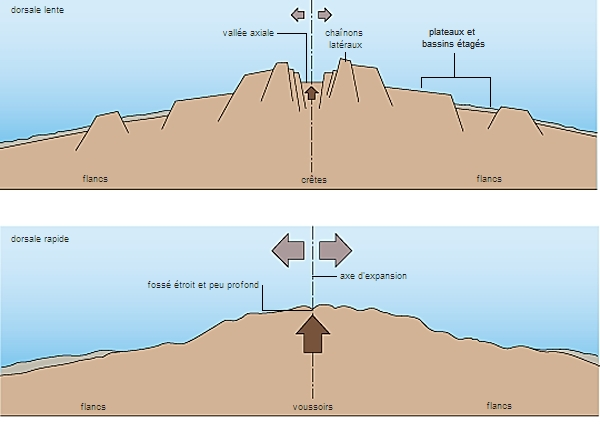 dorsale lente
vallée axiale
chaînons
latéraux
plateaux et
bassins étagés
flancs
crêtes
flancs
dorsale rapide
fossé étroit et peu profond
axe d'expansion
flancs
voussoirs
flancs